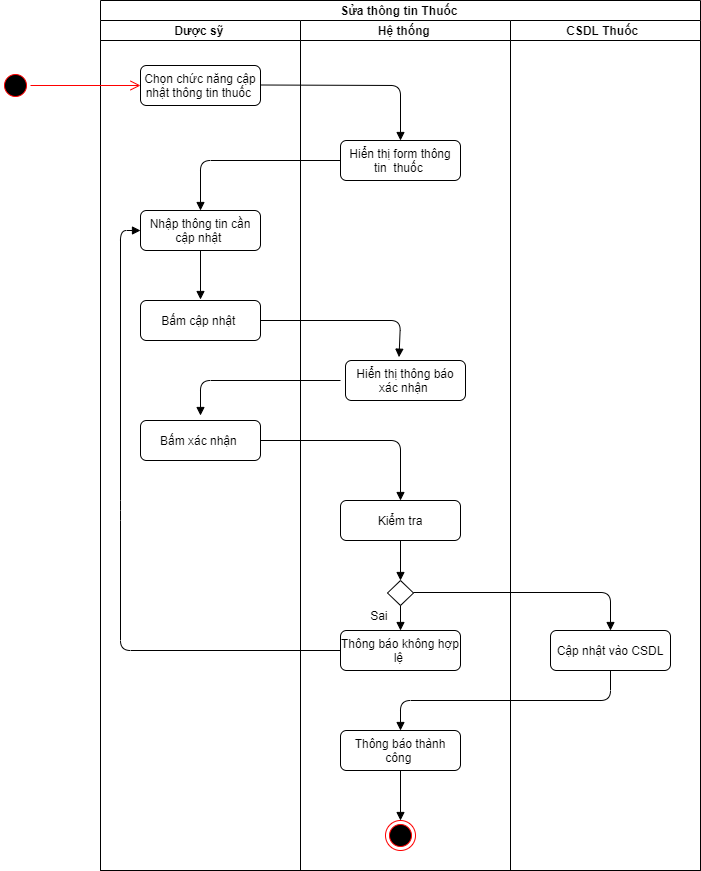 Sửa thông tin Thuốc
Dược sỹ
Hệ thống
CSDL Thuốc
Chọn chức năng cập
nhật thông tin thuốc
Hiển thị form thông
tin thuốc
Nhập thông tin cần
cập nhật
Bấm cập nhật
Hiển thị thông báo
xác nhận
Bấm xác nhận
Kiểm tra
Sai
Thông báo không hợp
lệ
Cập nhật vào CSDL
Thông báo thành
công